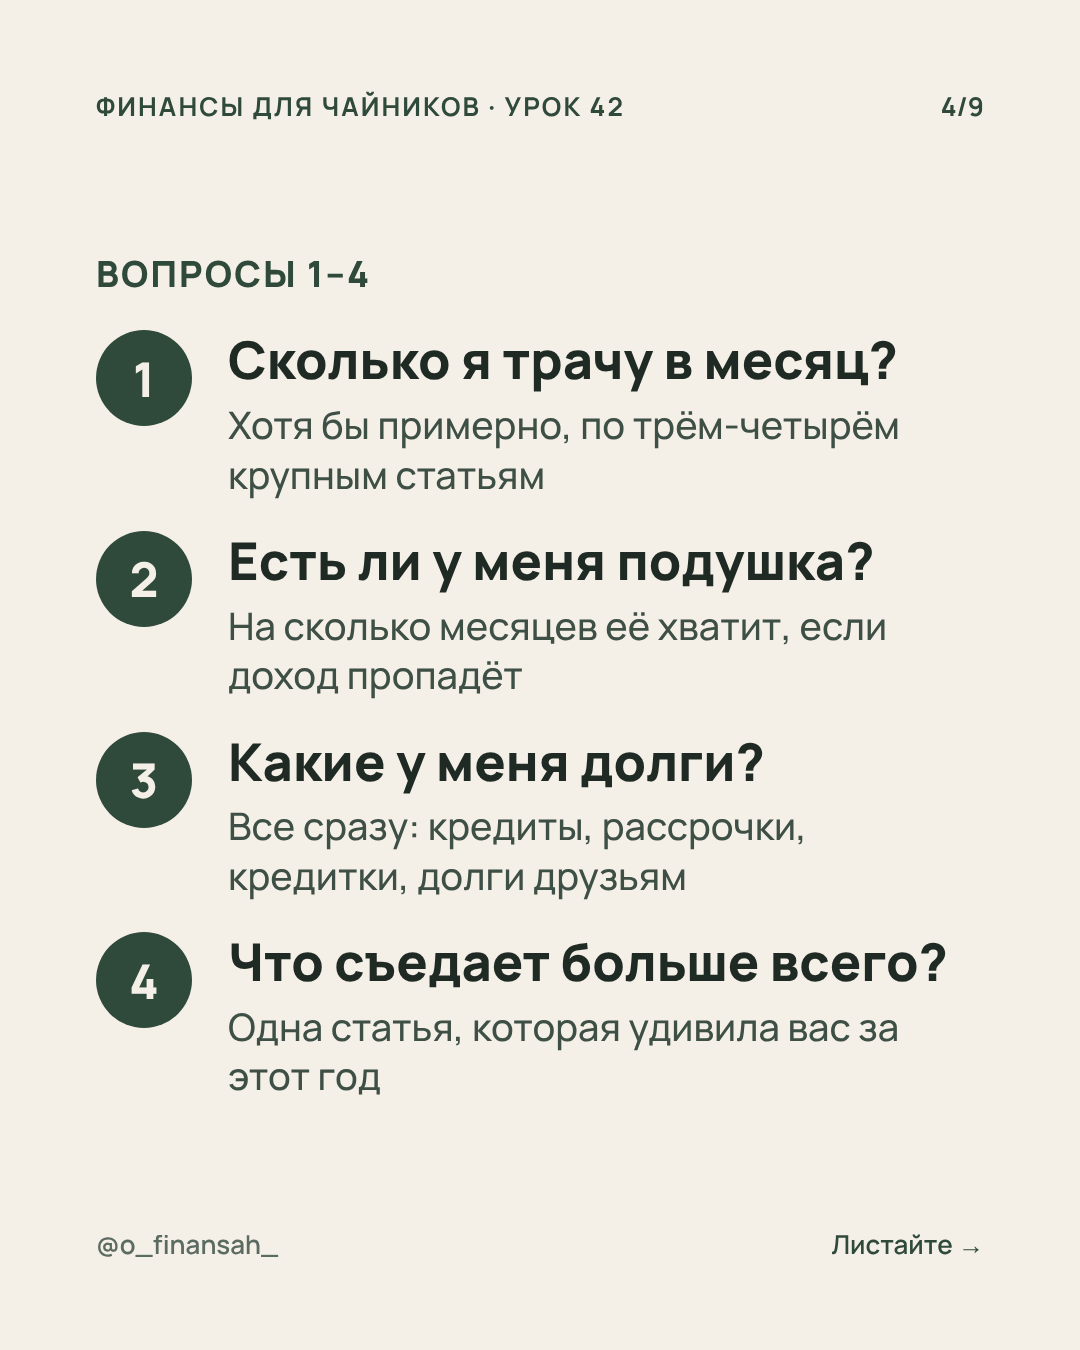 ФИНАНСЫ ДЛЯ ЧАЙНИКОВ · УРОК 42
4/9
ВОПРОСЫ 1–4
1
Сколько я трачу в месяц?
Хотя бы примерно, по трём-четырём
крупным статьям
2
Есть ли у меня подушка?
На сколько месяцев её хватит, если
доход пропадёт
3
Какие у меня долги?
Все сразу: кредиты, рассрочки,
кредитки, долги друзьям
4
Что съедает больше всего?
Одна статья, которая удивила вас за
этот год
@o_finansah_
Листайте →